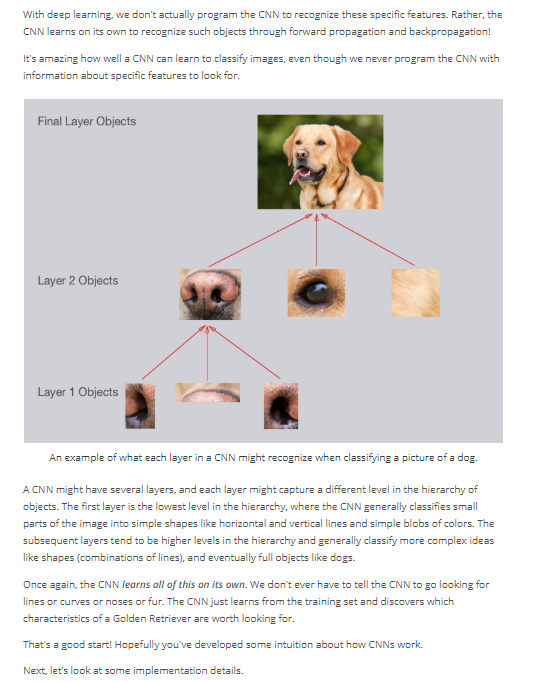 With deep learning, we don't actually program the CNN to recognize these specific features. Rather, the
CNN learns on its own to recognize such objects through forward propagation and backpropagation!
It's amazing how well a CNN can learn to classify images, even though we never program the CNN with
information about specific features to look for.
Final Layer Objects
Layer 2 Objects
Layer 1 Objects
An example of what each layer in a CNN might recognize when classifying a picture of a dog.
A CNN might have several layers, and each layer might capture a different level in the hierarchy of
objects. The first layer is the lowest level in the hierarchy, where the CNN generally classifies small
parts of the image into simple shapes like horizontal and vertical lines and simple blobs of colors. The
subsequent layers tend to be higher levels in the hierarchy and generally classify more complex ideas
like shapes (combinations of lines), and eventually full objects like dogs.
Once again, the CNN learns all of this on its own. We don't ever have to tell the CNN to go looking for
lines or curves or noses or fur. The CNN just learns from the training set and discovers which
characteristics of a Golden Retriever are worth looking for.
That's a good start! Hopefully you've developed some intuition about how CNNs work.
Next, let's look at some implementation details.